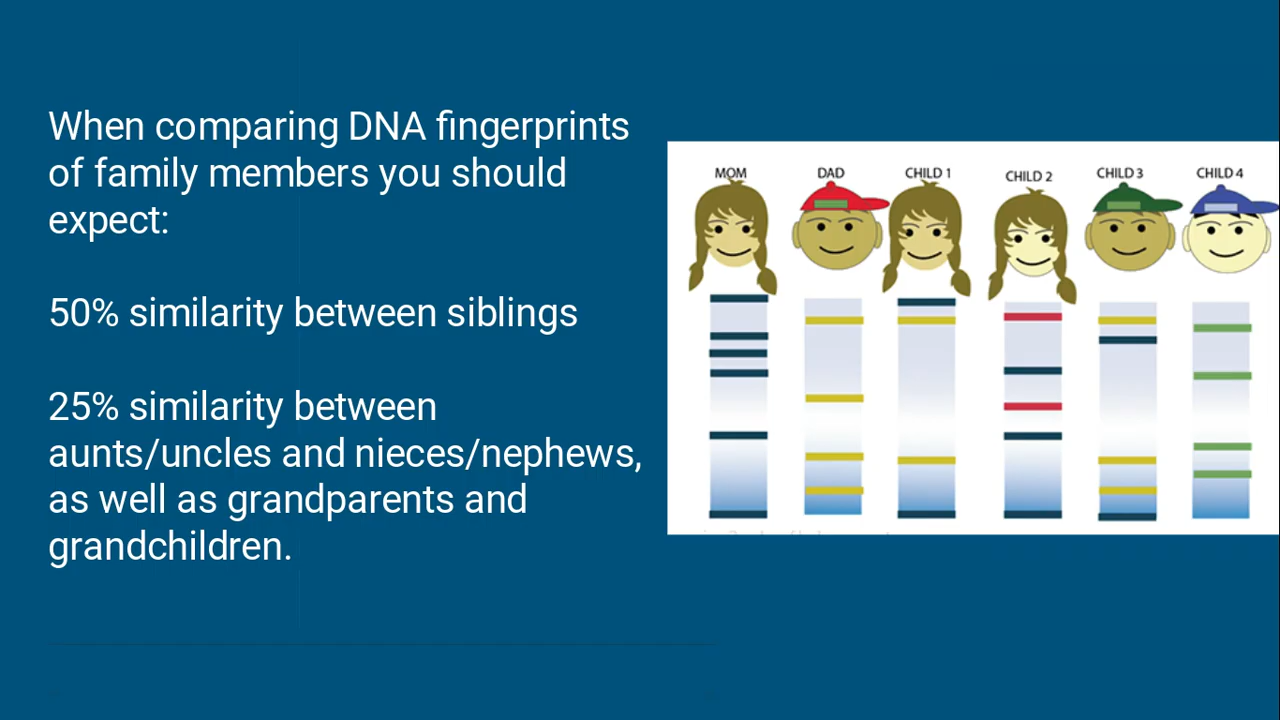 When comparing DNA fingerprints
of family members you should
expect:
50% similarity between siblings
25% similarity between
aunts/uncles and nieces/nephews,
as well as grandparents and
grandchildren.
MOM DAD CHILD 1 CHILD 2 CHILD 3 CHILD 4